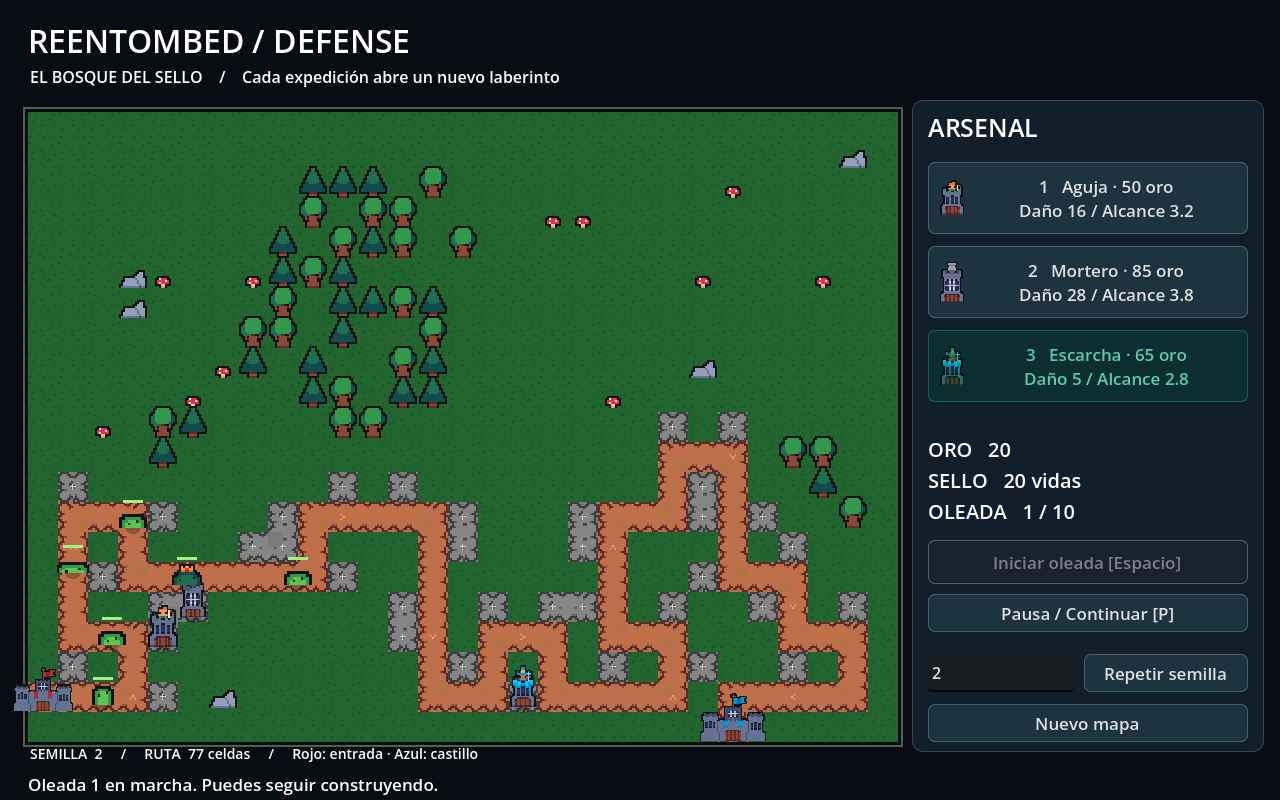 REENTOMBED / DEFENSE
EL BOSQUE DEL SELLO / Cada expedición abre un nuevo laberinto
ARSENAL
1 Aguja · 50 oro
Daño 16 / Alcance 3.2
2 Mortero · 85 oro
Daño 28 / Alcance 3.8
3 Escarcha · 65 oro
Daño 5 / Alcance 2.8
ORO 20
SELLO 20 vidas
OLEADA 1 / 10
Iniciar oleada [Espacio]
Pausa / Continuar [P]
2
Repetir semilla
Nuevo mapa
SEMILLA 2 / RUTA 77 celdas / Rojo: entrada · Azul: castillo
Oleada 1 en marcha. Puedes seguir construyendo.